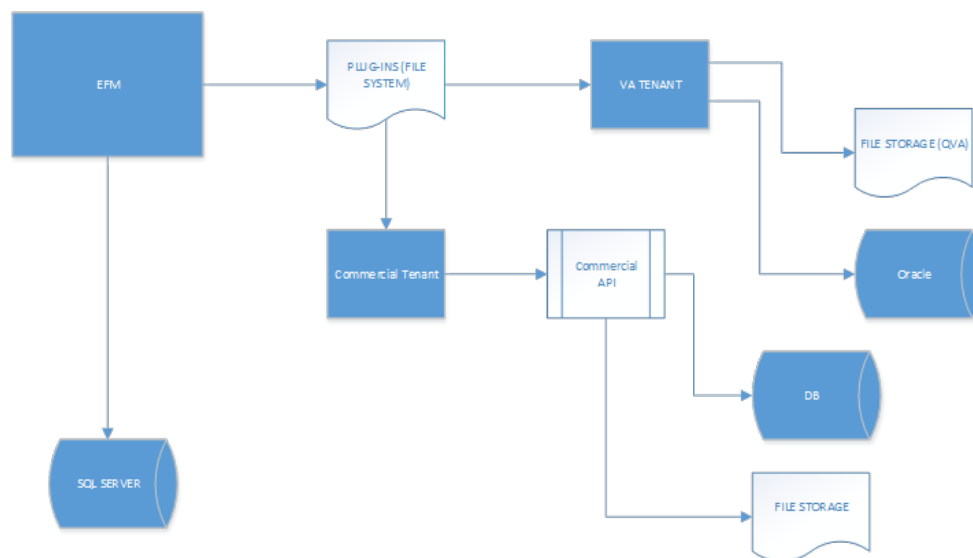 EFM
PLUG-INS (FILE
SYSTEM)
VA TENANT
FILE STORAGE (QVA)
Commercial Tenant
Commercial
API
Oracle
DB
SQL SERVER
FILE STORAGE